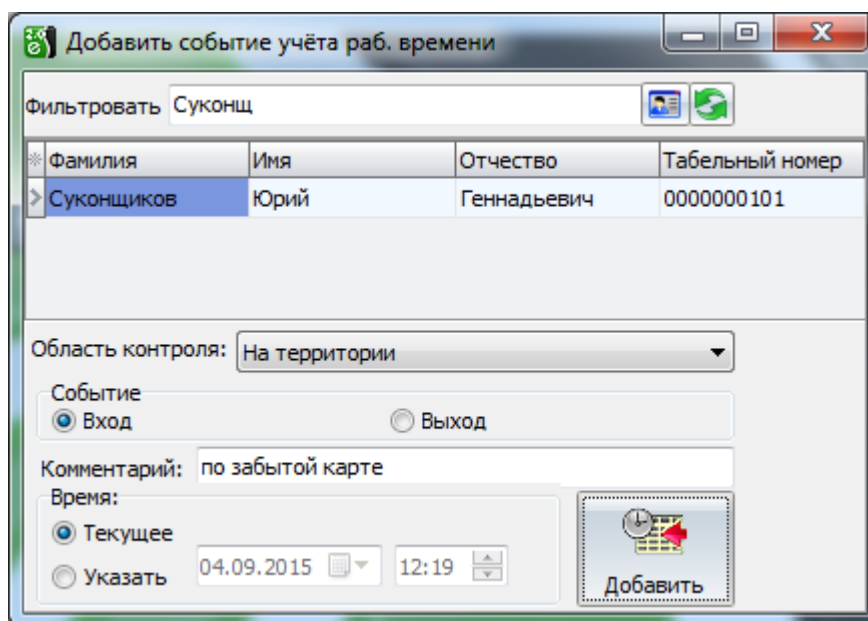 Добавить событие учёта раб. времени
Фильтровать Суконщ
Фамилия Имя Отчество Табельный номер
Суконщиков Юрий Геннадьевич 0000000101
Область контроля: На территории
Событие
Вход Выход
Комментарий: по забытой карте
Время:
Текущее
Указать 04.09.2015 12:19
Добавить